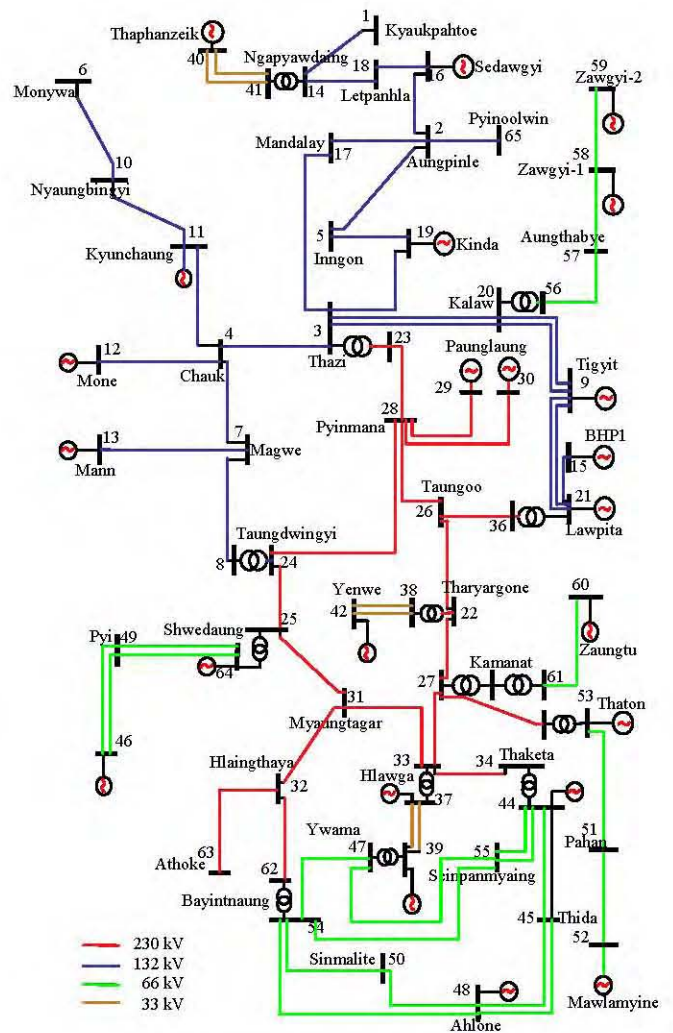 1
Thaphanzeik
Kyaukpahtoe
59
40
Ngapyawdaing
18
6
Zawgyi-2
41
14
Letpanhla
16
Sedawgyi
Monywa
2
Pyinoolwin
Mandalay
65
58
17
Aungpinle
10
Zawgyi-1
Nyaungbingyi
11
5
19
Aungthabye
Kyunchaung
Inngon
Kinda
57
20
56
Kalaw
4
3
23
12
Thazi
Paunglaung
Tigyit
Mone
Chauk
29
30
9
28
7
Pyinmana
BHP1
13
Magwe
15
Mann
Taungoo
21
26
36
Lawpita
Taungdwingyi
8
24
Yenwe
38
Tharyargone
60
42
22
25
Pyi
49
Shwedaung
Zaungtu
Kamanat
64
27
61
53
31
Thaton
Myaungtagar
46
33
34
Thaketa
Hlaingthaya
Hlawga
32
37
44
Ywama
51
63
47
39
55
Pahan
Athoke
62
Seinpanmyaing
Bayintnaung
45
Thida
54
52
230 kV
Sinmalite
50
132 kV
48
66 kV
Mawlamyine
33 kV
Ahlone